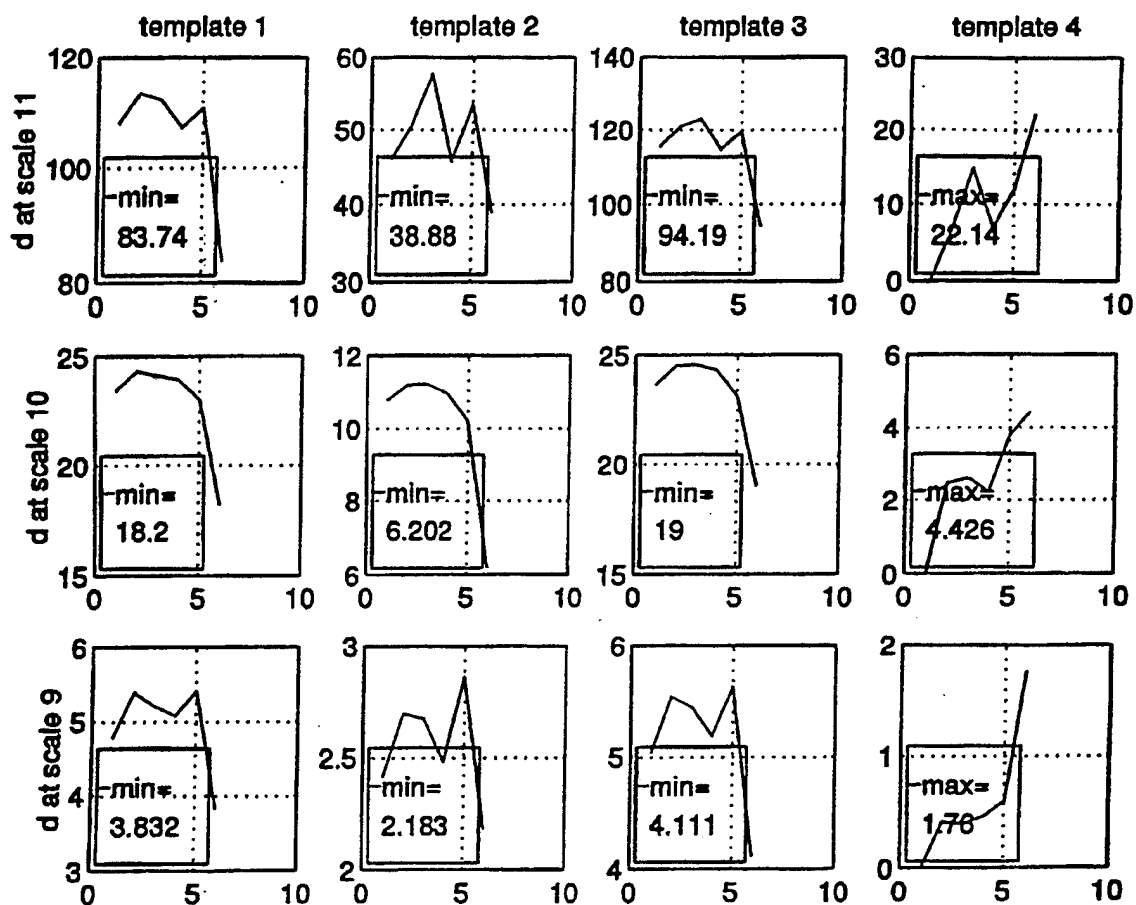 template 1 template 2 template 3 template 4
d at scale 11
120
100
80
min=
83.74
0 5 10
60
50
40
30
min=
38.88
0 5 10
140
120
100
80
min=
94.19
0 5 10
30
20
10
0
max=
22.14
0 5 10
d at scale 10
25
20
15
min=
18.2
0 5 10
12
10
8
6
min=
6.202
0 5 10
25
20
15
min=
19
0 5 10
6
4
2
0
max=
4.426
0 5 10
d at scale 9
6
5
4
3
min=
3.832
0 5 10
3
2.5
2
min=
2.183
0 5 10
6
5
4
min=
4.111
0 5 10
2
1
0
max=
1.76
0 5 10